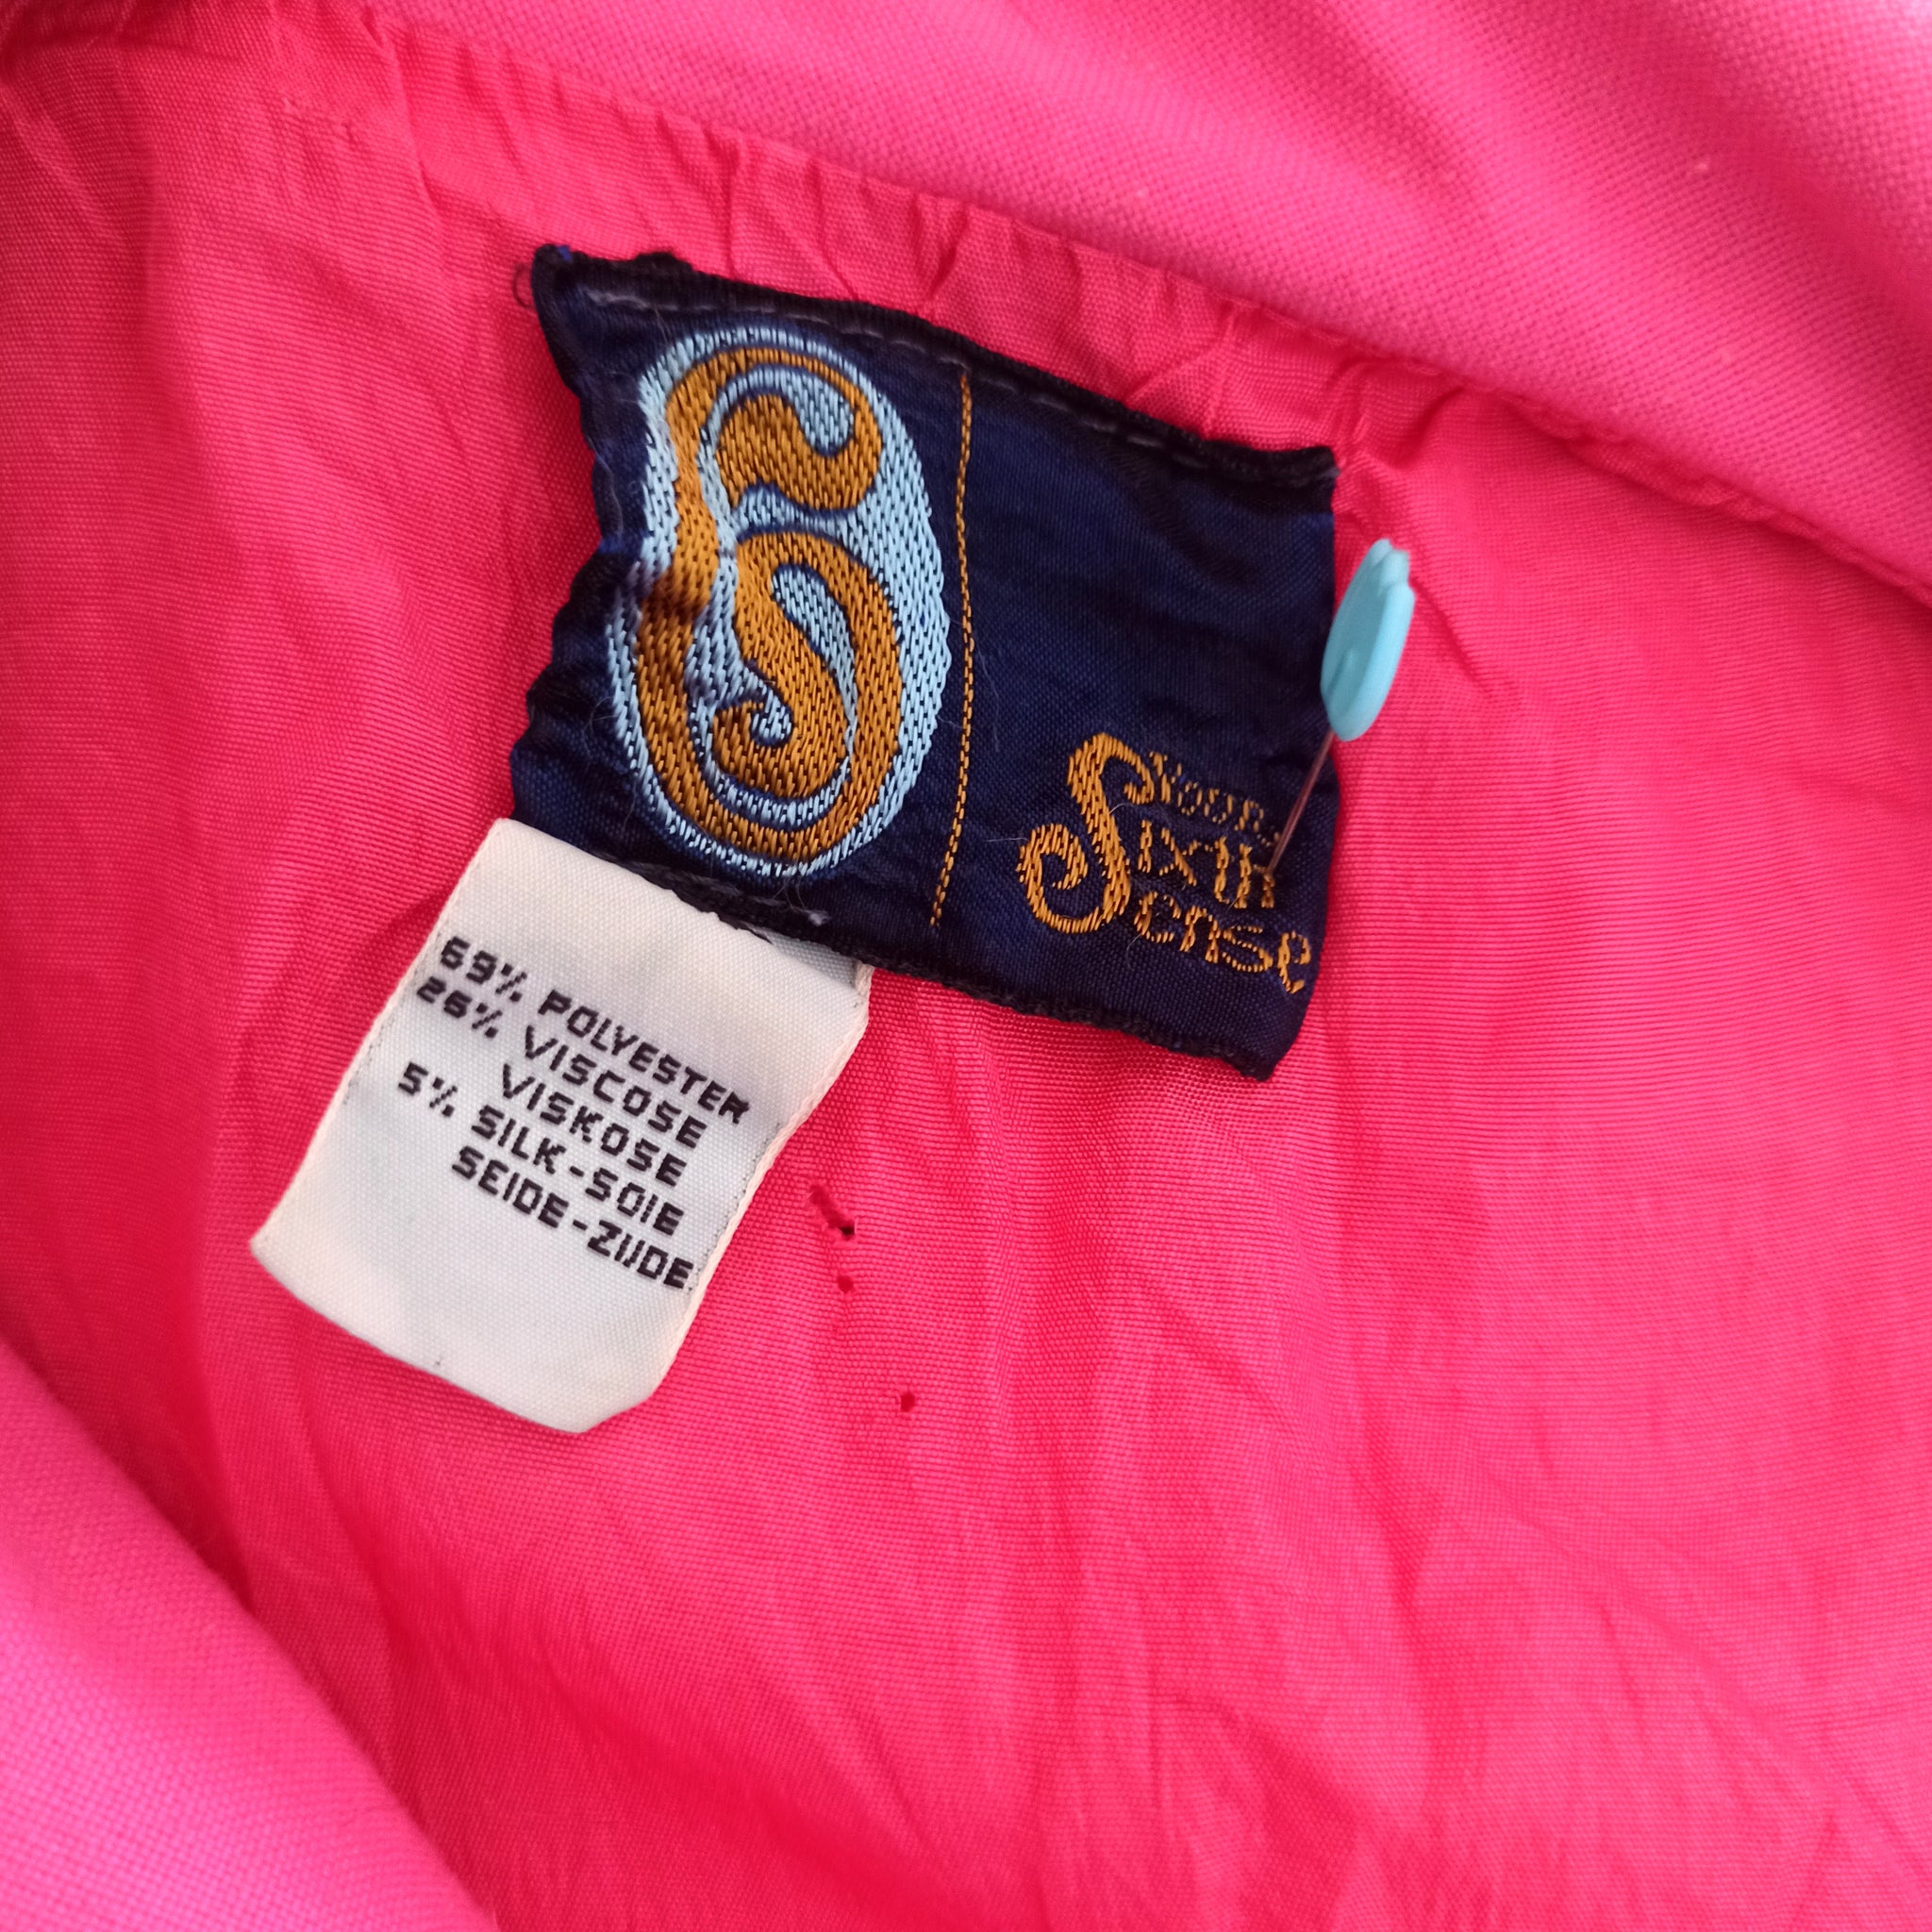 Your
Sixth
Sense
69% POLYESTER
26% VISCOSE
VISKOSE
5% SILK-SOIE
SEIDE-ZIJDE